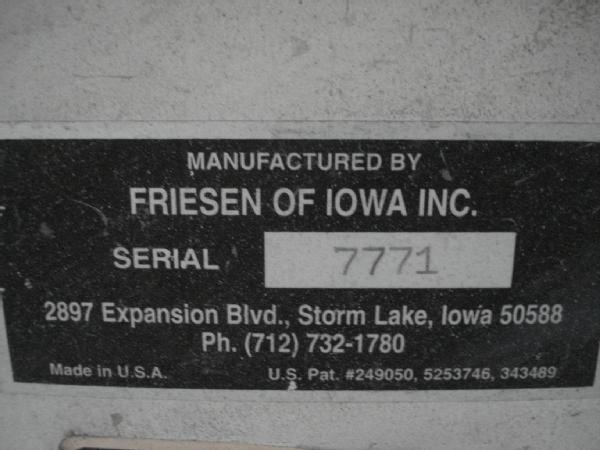 MANUFACTURED BY
FRIESEN OF IOWA INC.
SERIAL 7771
2897 Expansion Blvd., Storm Lake, Iowa 50588
Ph. (712) 732-1780
Made in U.S.A. U.S. Pat. #249050, 5253746, 343489